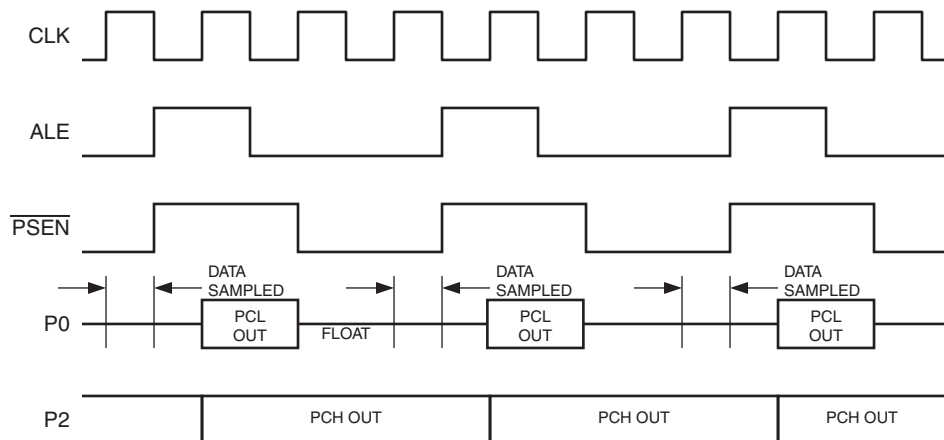 CLK
ALE
PSEN
DATA
SAMPLED
DATA
SAMPLED
DATA
SAMPLED
P0
PCL
OUT
FLOAT
PCL
OUT
PCL
OUT
P2
PCH OUT
PCH OUT
PCH OUT